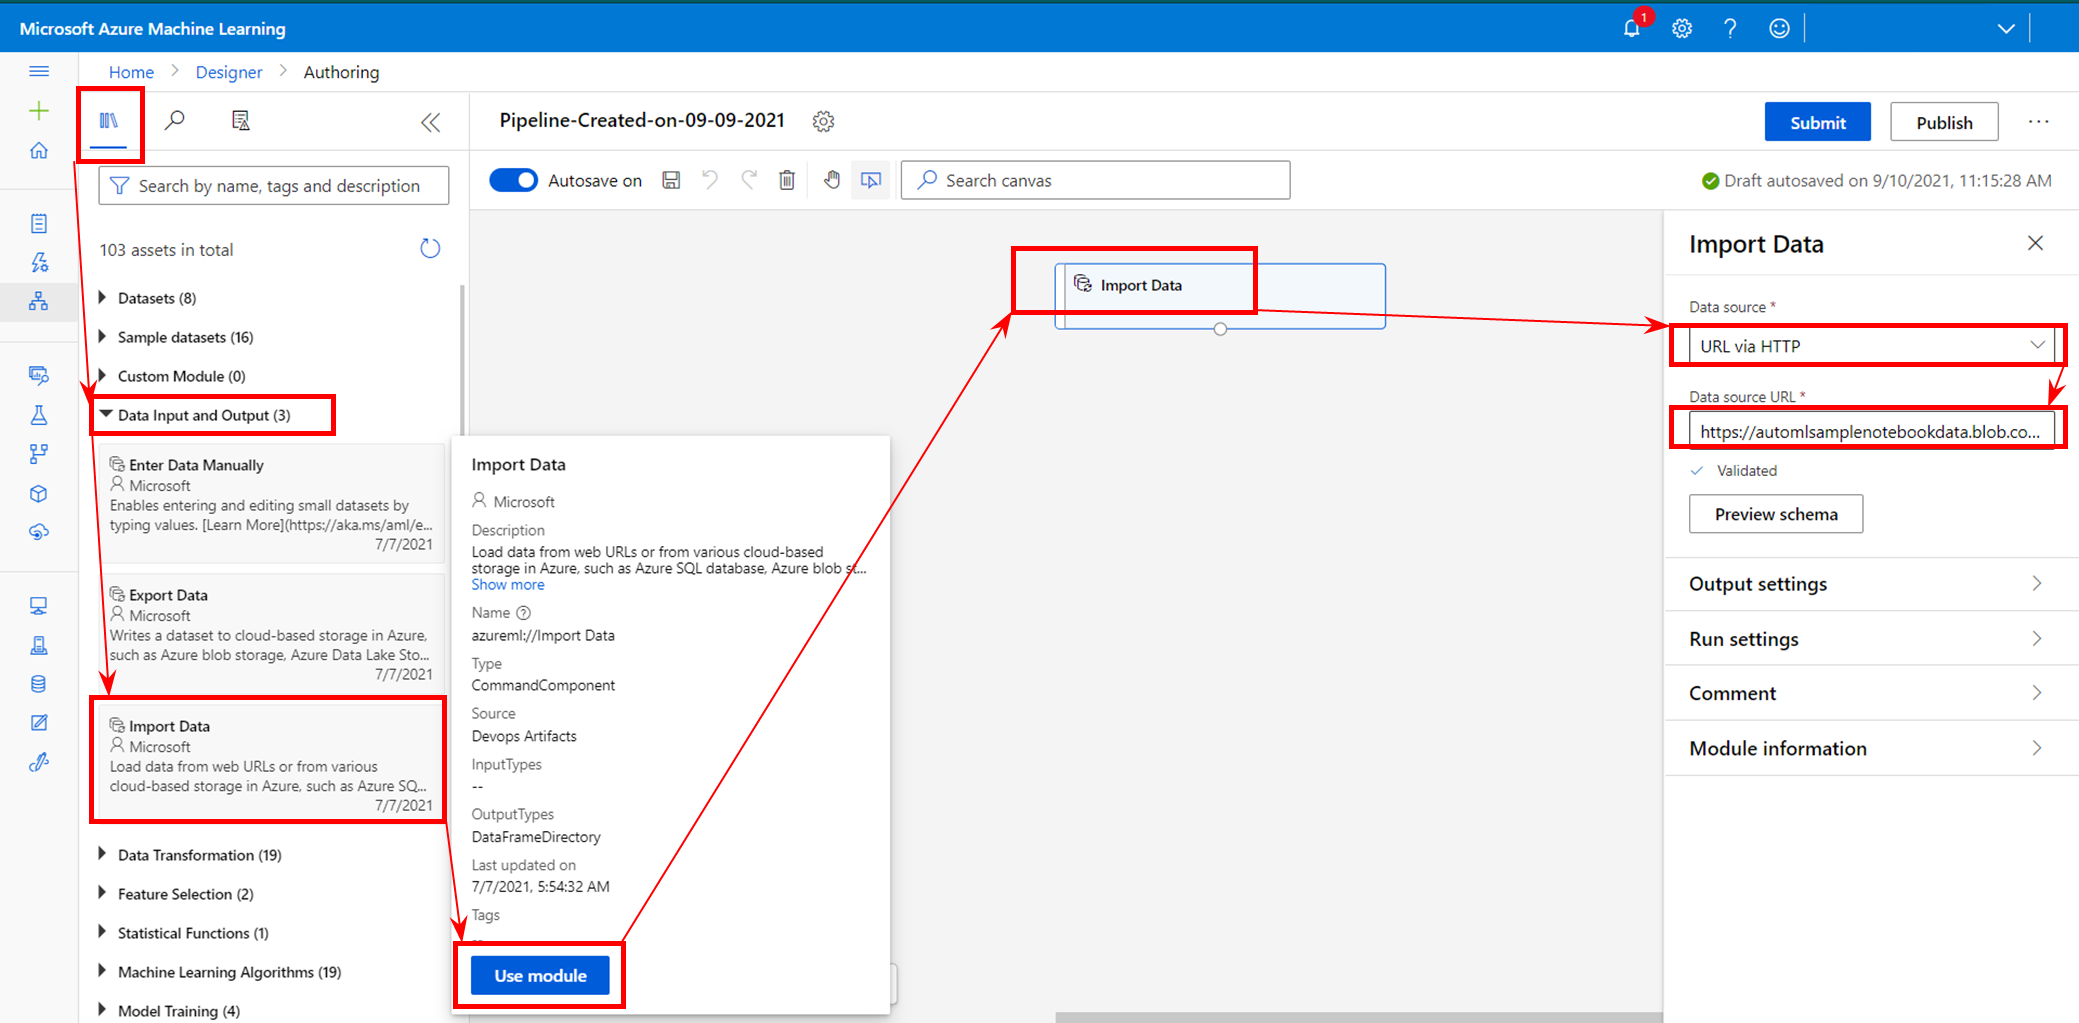 Microsoft Azure Machine Learning
1
Home > Designer > Authoring
Pipeline-Created-on-09-09-2021
Submit
Publish
Search by name, tags and description
Autosave on
Search canvas
Draft autosaved on 9/10/2021, 11:15:28 AM
103 assets in total
Datasets (8)
Sample datasets (16)
Custom Module (0)
Data Input and Output (3)
Enter Data Manually
Microsoft
Enables entering and editing small datasets by
typing values. [Learn More](https://aka.ms/aml/e...
7/7/2021
Export Data
Microsoft
Writes a dataset to cloud-based storage in Azure,
such as Azure blob storage, Azure Data Lake Sto...
7/7/2021
Import Data
Microsoft
Load data from web URLs or from various
cloud-based storage in Azure, such as Azure SQ...
7/7/2021
Data Transformation (19)
Feature Selection (2)
Statistical Functions (1)
Machine Learning Algorithms (19)
Model Training (4)
Import Data
Microsoft
Description
Load data from web URLs or from various cloud-based
storage in Azure, such as Azure SQL database, Azure blob st...
Show more
Name
azureml://Import Data
Type
CommandComponent
Source
Devops Artifacts
InputTypes
--
OutputTypes
DataFrameDirectory
Last updated on
7/7/2021, 5:54:32 AM
Tags
--
Use module
Import Data
Import Data
Data source *
URL via HTTP
Data source URL *
https://automlsamplenotebookdata.blob.co...
Validated
Preview schema
Output settings
Run settings
Comment
Module information